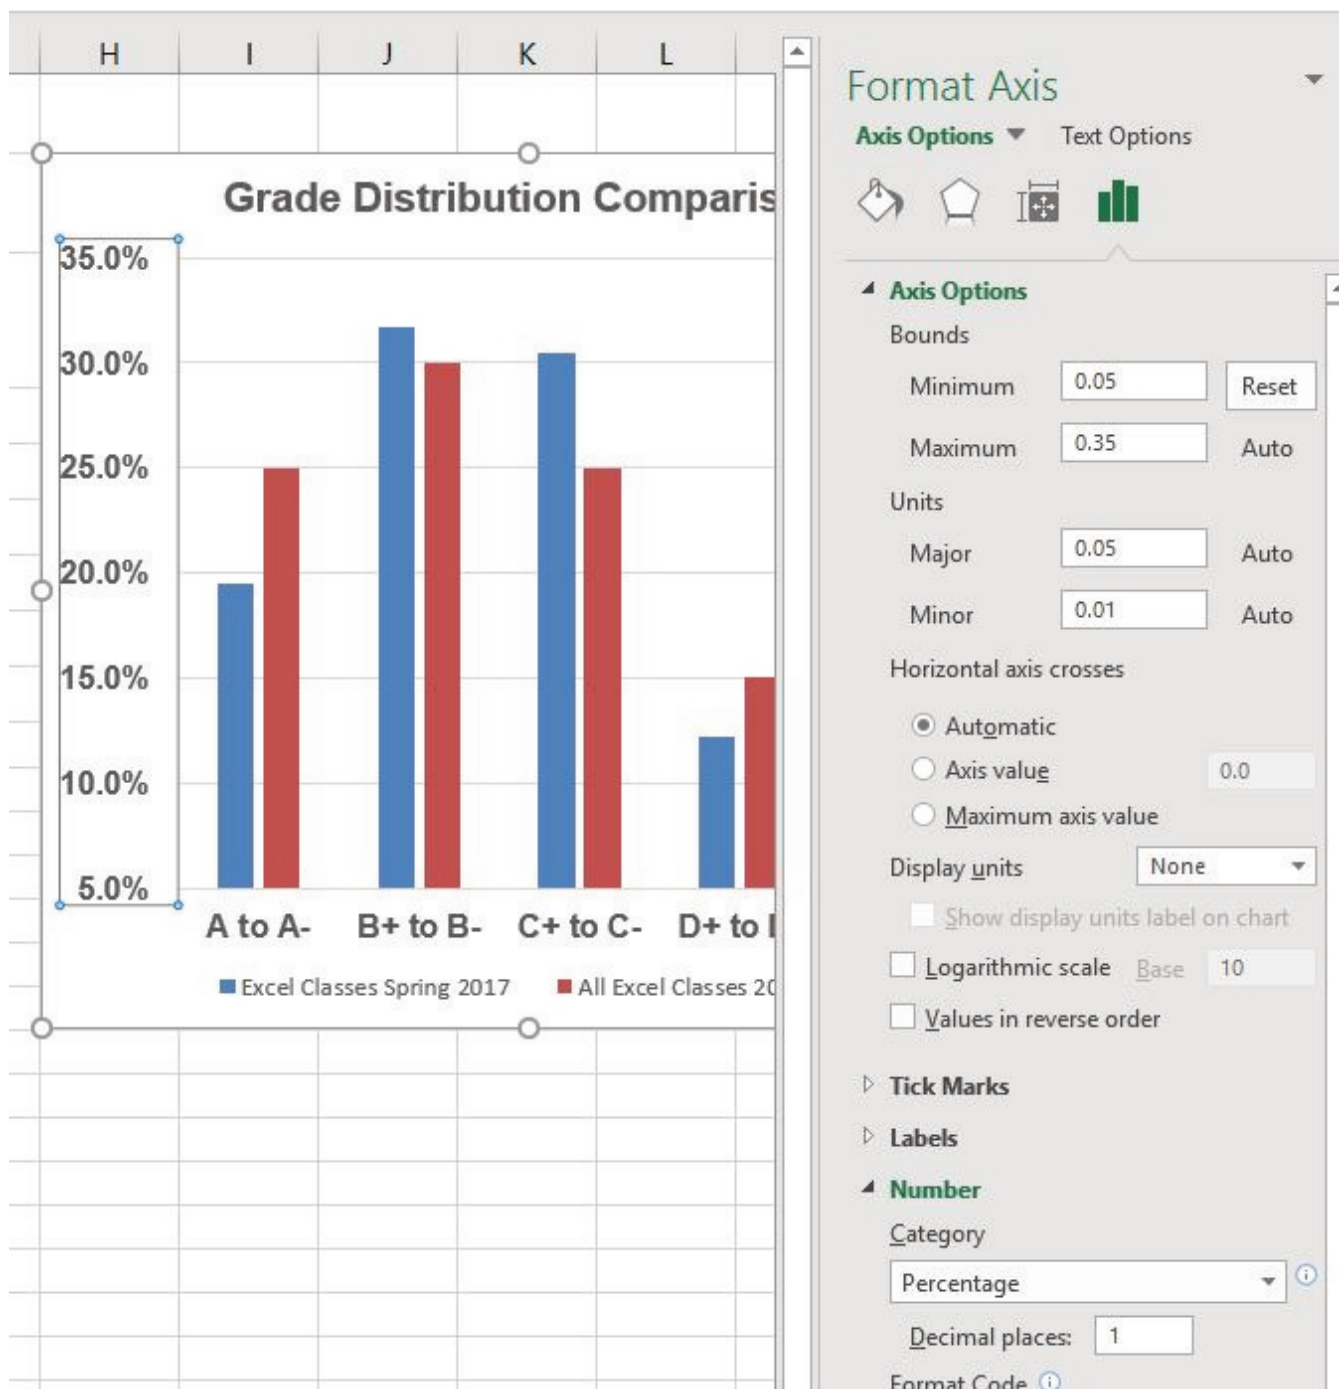 H I J K L
Grade Distribution Comparis
35.0%
30.0%
25.0%
20.0%
15.0%
10.0%
5.0%
A to A- B+ to B- C+ to C- D+ to
Excel Classes Spring 2017 All Excel Classes 20
Format Axis
Axis Options Text Options
Axis Options
Bounds
Minimum 0.05 Reset
Maximum 0.35 Auto
Units
Major 0.05 Auto
Minor 0.01 Auto
Horizontal axis crosses
Automatic
Axis value 0.0
Maximum axis value
Display units None
Show display units label on chart
Logarithmic scale Base 10
Values in reverse order
Tick Marks
Labels
Number
Category
Percentage
Decimal places: 1
Format Code